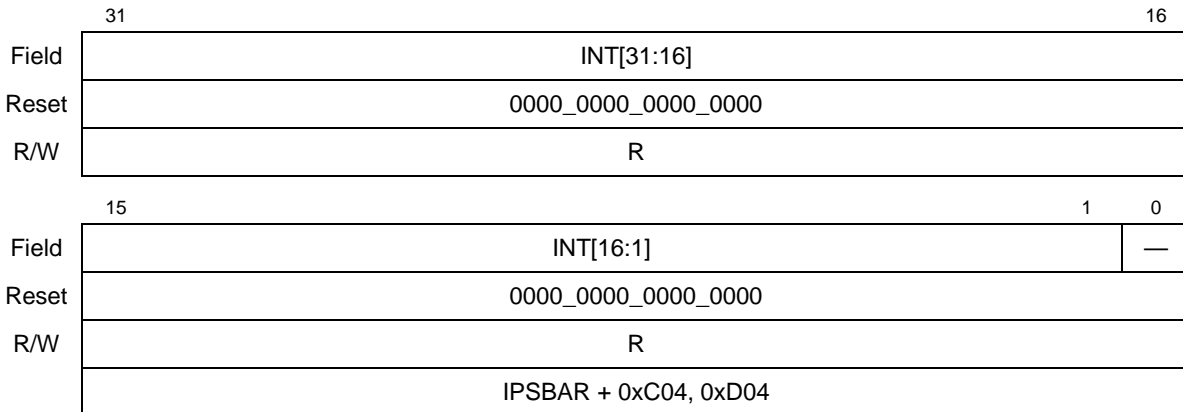 31 16
Field INT[31:16]
Reset 0000_0000_0000_0000
R/W R
15 1 0
Field INT[16:1] —
Reset 0000_0000_0000_0000
R/W R
IPSBAR + 0xC04, 0xD04